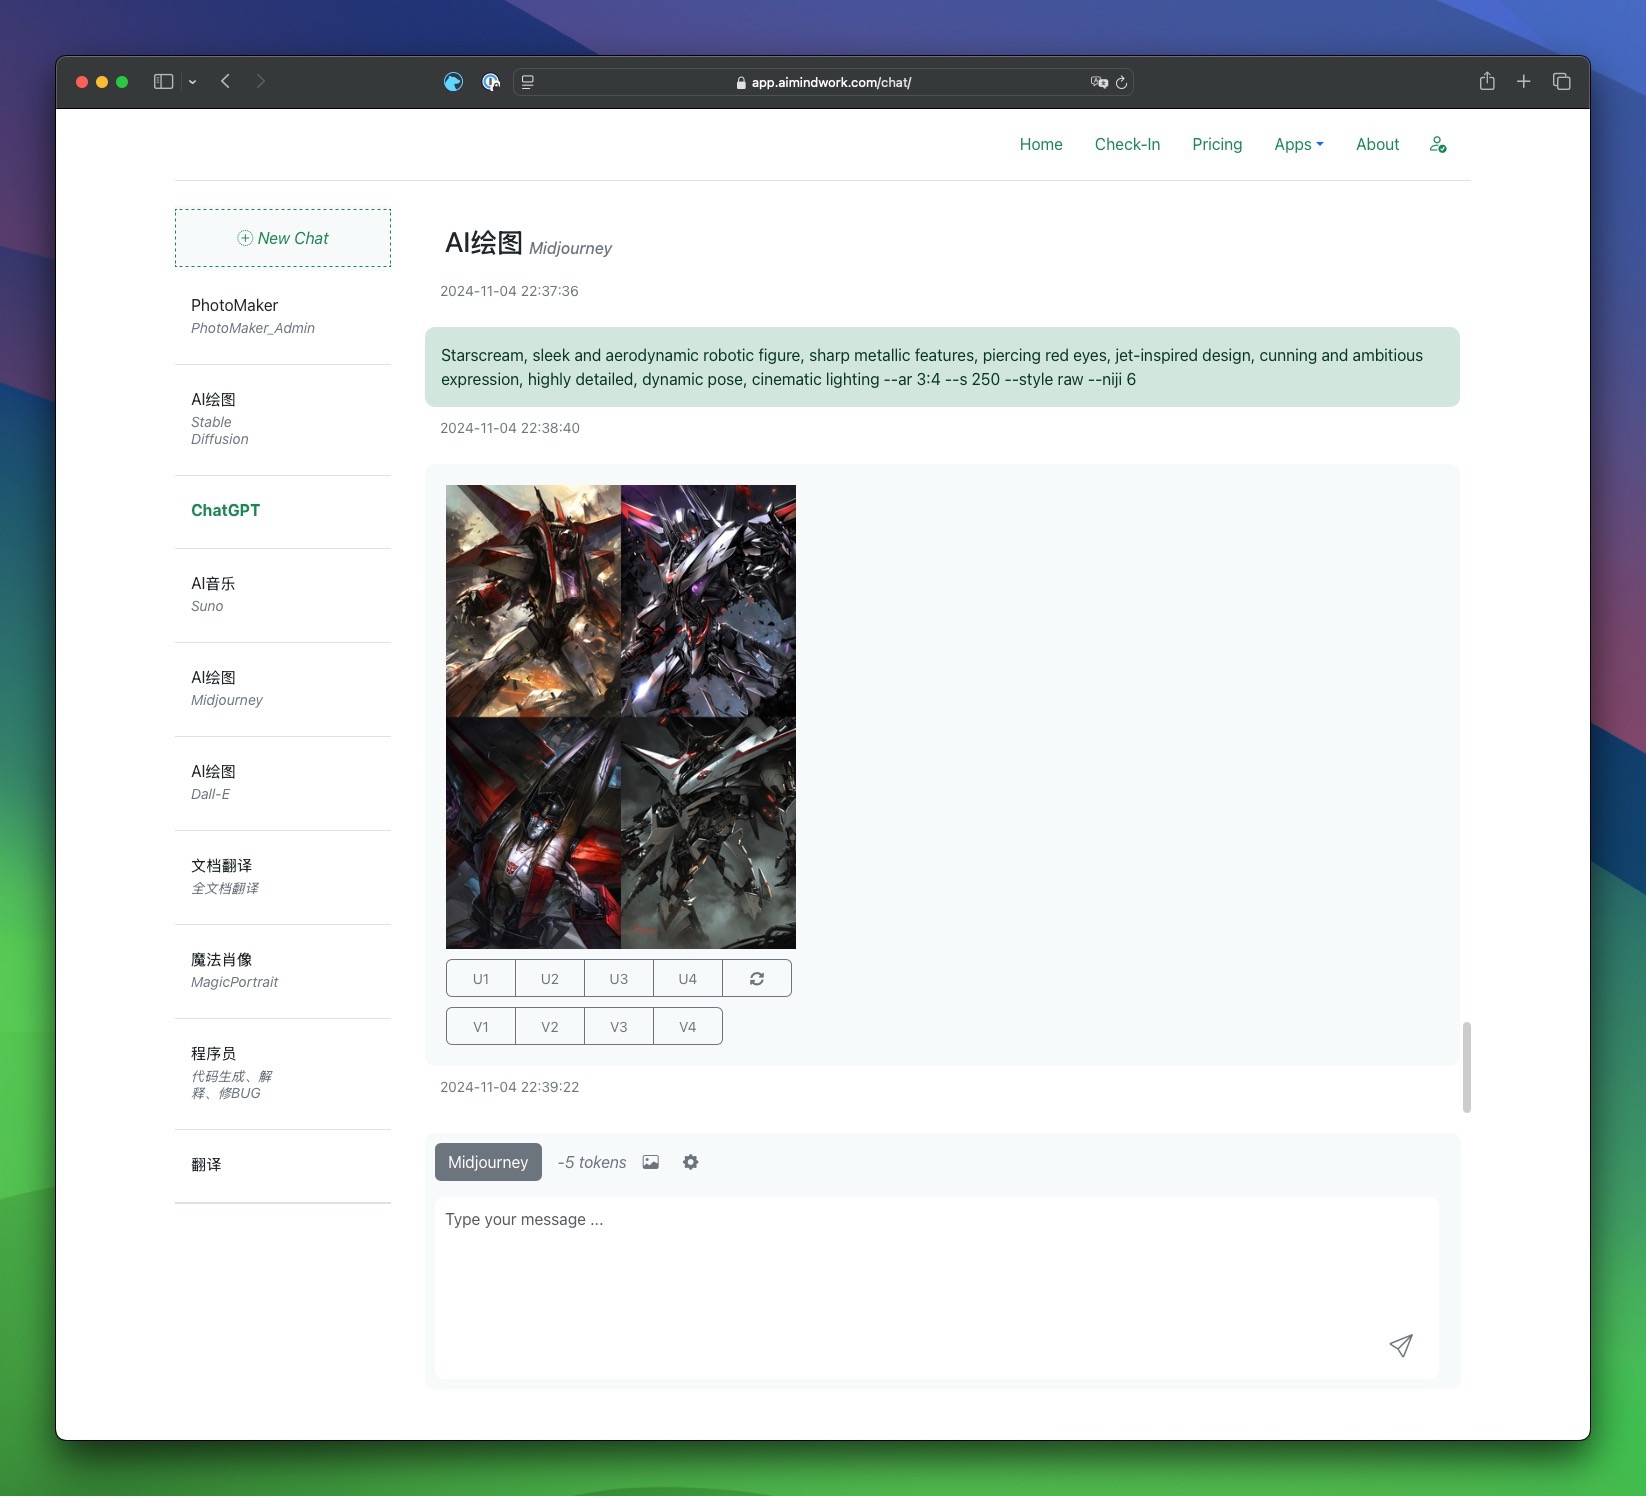 app.aimindwork.com/chat/
Home
Check-In
Pricing
Apps
About
New Chat
PhotoMaker
PhotoMaker_Admin
AI绘图
Stable
Diffusion
ChatGPT
AI音乐
Suno
AI绘图
Midjourney
AI绘图
Dall-E
文档翻译
全文档翻译
魔法肖像
MagicPortrait
程序员
代码生成、解
释、修BUG
翻译
AI绘图 Midjourney
2024-11-04 22:37:36
Starscream, sleek and aerodynamic robotic figure, sharp metallic features, piercing red eyes, jet-inspired design, cunning and ambitious
expression, highly detailed, dynamic pose, cinematic lighting --ar 3:4 --s 250 --style raw --niji 6
2024-11-04 22:38:40
U1 U2 U3 U4
V1 V2 V3 V4
2024-11-04 22:39:22
Midjourney -5 tokens
Type your message ...